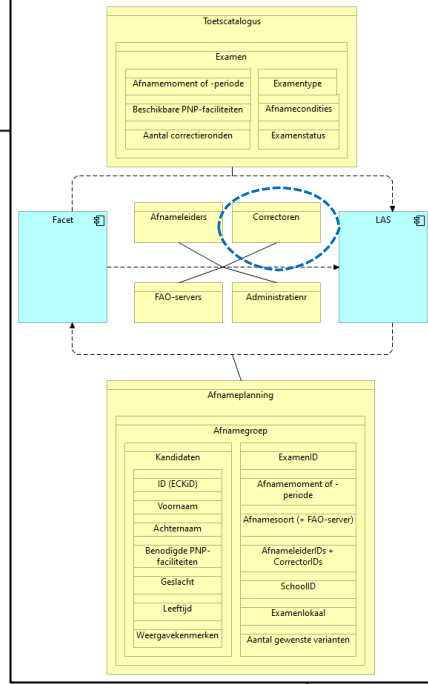 Toetscatalogus
Examen
Afnamemoment of -periode
Examentype
Beschikbare PNP-faciliteiten
Afnamecondities
Aantal correctieronden
Examenstatus
Facet
Afnameleiders
Correctoren
LAS
FAO-servers
Administratienr
Afnameplanning
Afnamegroep
Kandidaten
ExamenID
ID (ECKiD)
Afnamemoment of -
periode
Voornaam
Achternaam
Afnamesoort (+ FAO-server)
Benodigde PNP-
faciliteiten
AfnameleiderIDs +
CorrectorIDs
Geslacht
SchoolID
Leeftijd
Examenlokaal
Weergavekenmerken
Aantal gewenste varianten